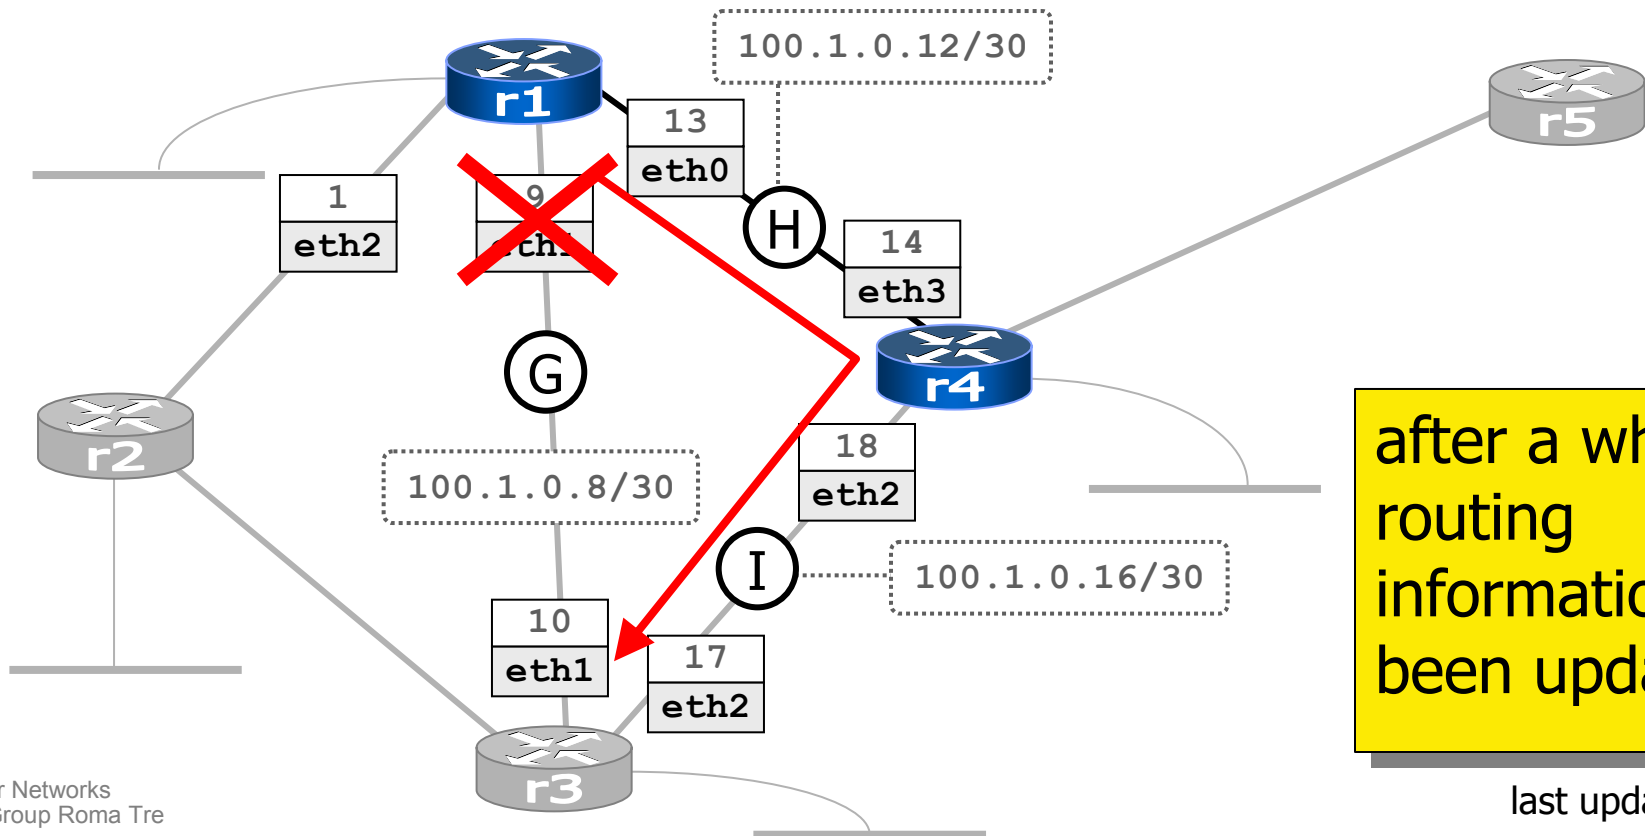 100.1.0.12/30
r1
r5
13
eth0
1
eth2
9
eth1
H
14
eth3
G
r4
r2
100.1.0.8/30
18
eth2
I
100.1.0.16/30
10
eth1
17
eth2
r3
after a wh
routing
informatio
been upda
r Networks
Group Roma Tre
last upda